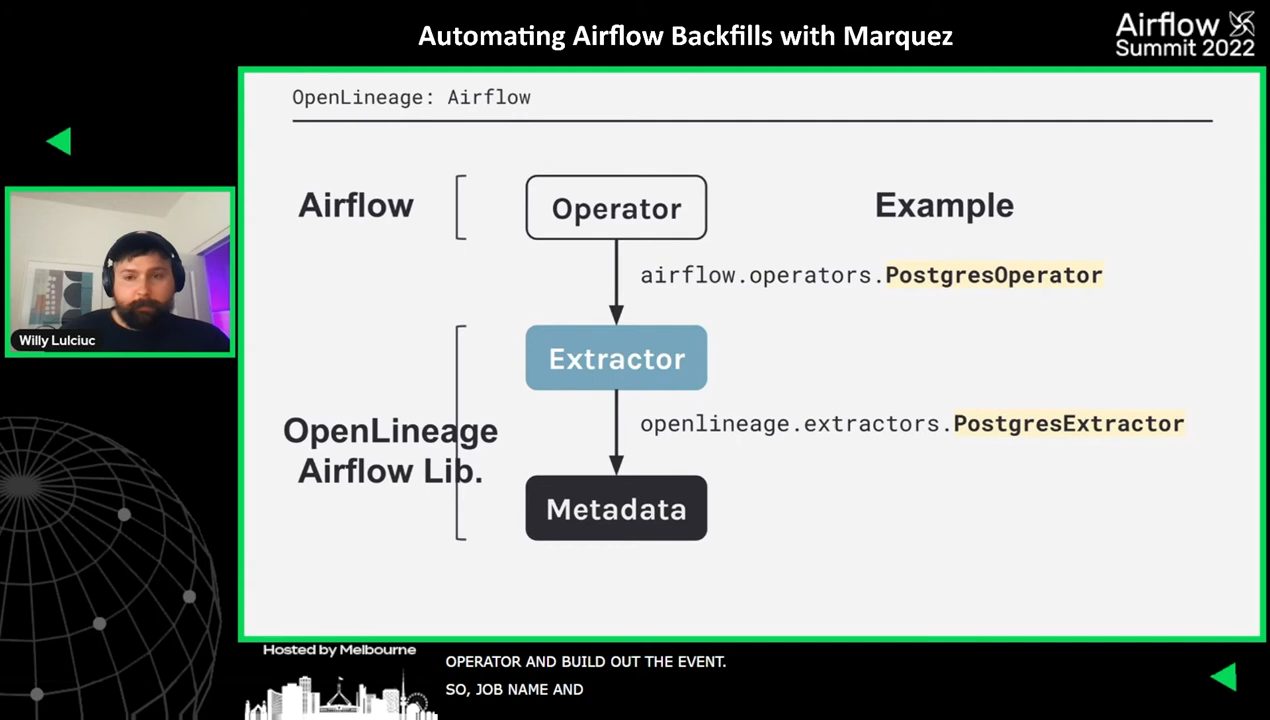 Automating Airflow Backfills with Marquez
Airflow
Summit 2022
OpenLineage: Airflow
Airflow
Operator
Example
airflow.operators.PostgresOperator
Willy Lulciuc
Extractor
openlineage.extractors.PostgresExtractor
OpenLineage
Airflow Lib.
Metadata
Hosted by Melbourne
OPERATOR AND BUILD OUT THE EVENT.
SO, JOB NAME AND